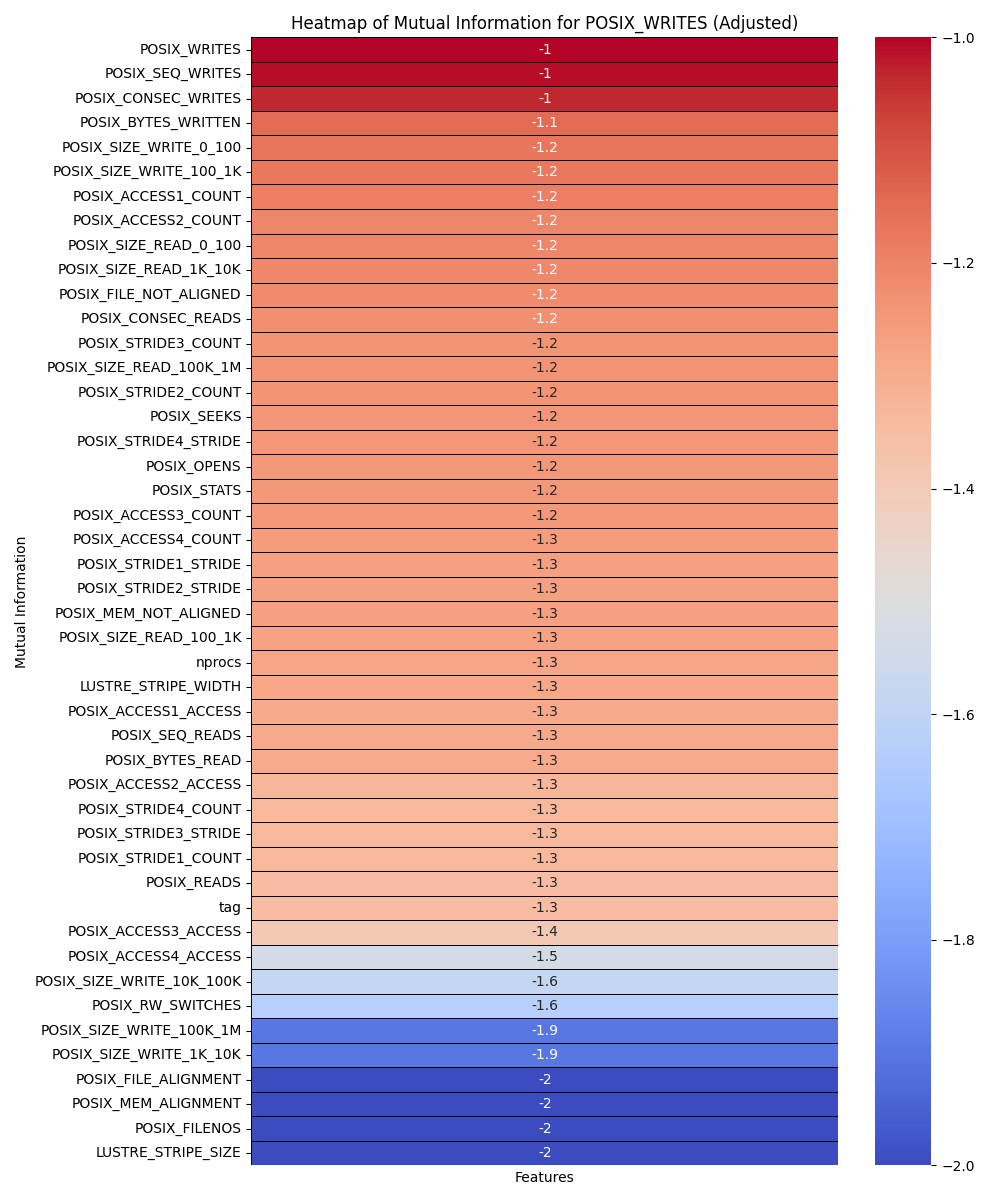 Heatmap of Mutual Information for POSIX_WRITES (Adjusted)
POSIX_WRITES -1
POSIX_SEQ_WRITES -1
POSIX_CONSEC_WRITES -1
POSIX_BYTES_WRITTEN -1.1
POSIX_SIZE_WRITE_0_100 -1.2
POSIX_SIZE_WRITE_100_1K -1.2
POSIX_ACCESS1_COUNT -1.2
POSIX_ACCESS2_COUNT -1.2
POSIX_SIZE_READ_0_100 -1.2
POSIX_SIZE_READ_1K_10K -1.2
POSIX_FILE_NOT_ALIGNED -1.2
POSIX_CONSEC_READS -1.2
POSIX_STRIDE3_COUNT -1.2
POSIX_SIZE_READ_100K_1M -1.2
POSIX_STRIDE2_COUNT -1.2
POSIX_SEEKS -1.2
POSIX_STRIDE4_STRIDE -1.2
POSIX_OPENS -1.2
POSIX_STATS -1.2
POSIX_ACCESS3_COUNT -1.2
POSIX_ACCESS4_COUNT -1.3
POSIX_STRIDE1_STRIDE -1.3
POSIX_STRIDE2_STRIDE -1.3
POSIX_MEM_NOT_ALIGNED -1.3
POSIX_SIZE_READ_100_1K -1.3
nprocs -1.3
LUSTRE_STRIPE_WIDTH -1.3
POSIX_ACCESS1_ACCESS -1.3
POSIX_SEQ_READS -1.3
POSIX_BYTES_READ -1.3
POSIX_ACCESS2_ACCESS -1.3
POSIX_STRIDE4_COUNT -1.3
POSIX_STRIDE3_STRIDE -1.3
POSIX_STRIDE1_COUNT -1.3
POSIX_READS -1.3
tag -1.3
POSIX_ACCESS3_ACCESS -1.4
POSIX_ACCESS4_ACCESS -1.5
POSIX_SIZE_WRITE_10K_100K -1.6
POSIX_RW_SWITCHES -1.6
POSIX_SIZE_WRITE_100K_1M -1.9
POSIX_SIZE_WRITE_1K_10K -1.9
POSIX_FILE_ALIGNMENT -2
POSIX_MEM_ALIGNMENT -2
POSIX_FILENOS -2
LUSTRE_STRIPE_SIZE -2
Mutual Information
Features
−1.0
−1.2
−1.4
−1.6
−1.8
−2.0